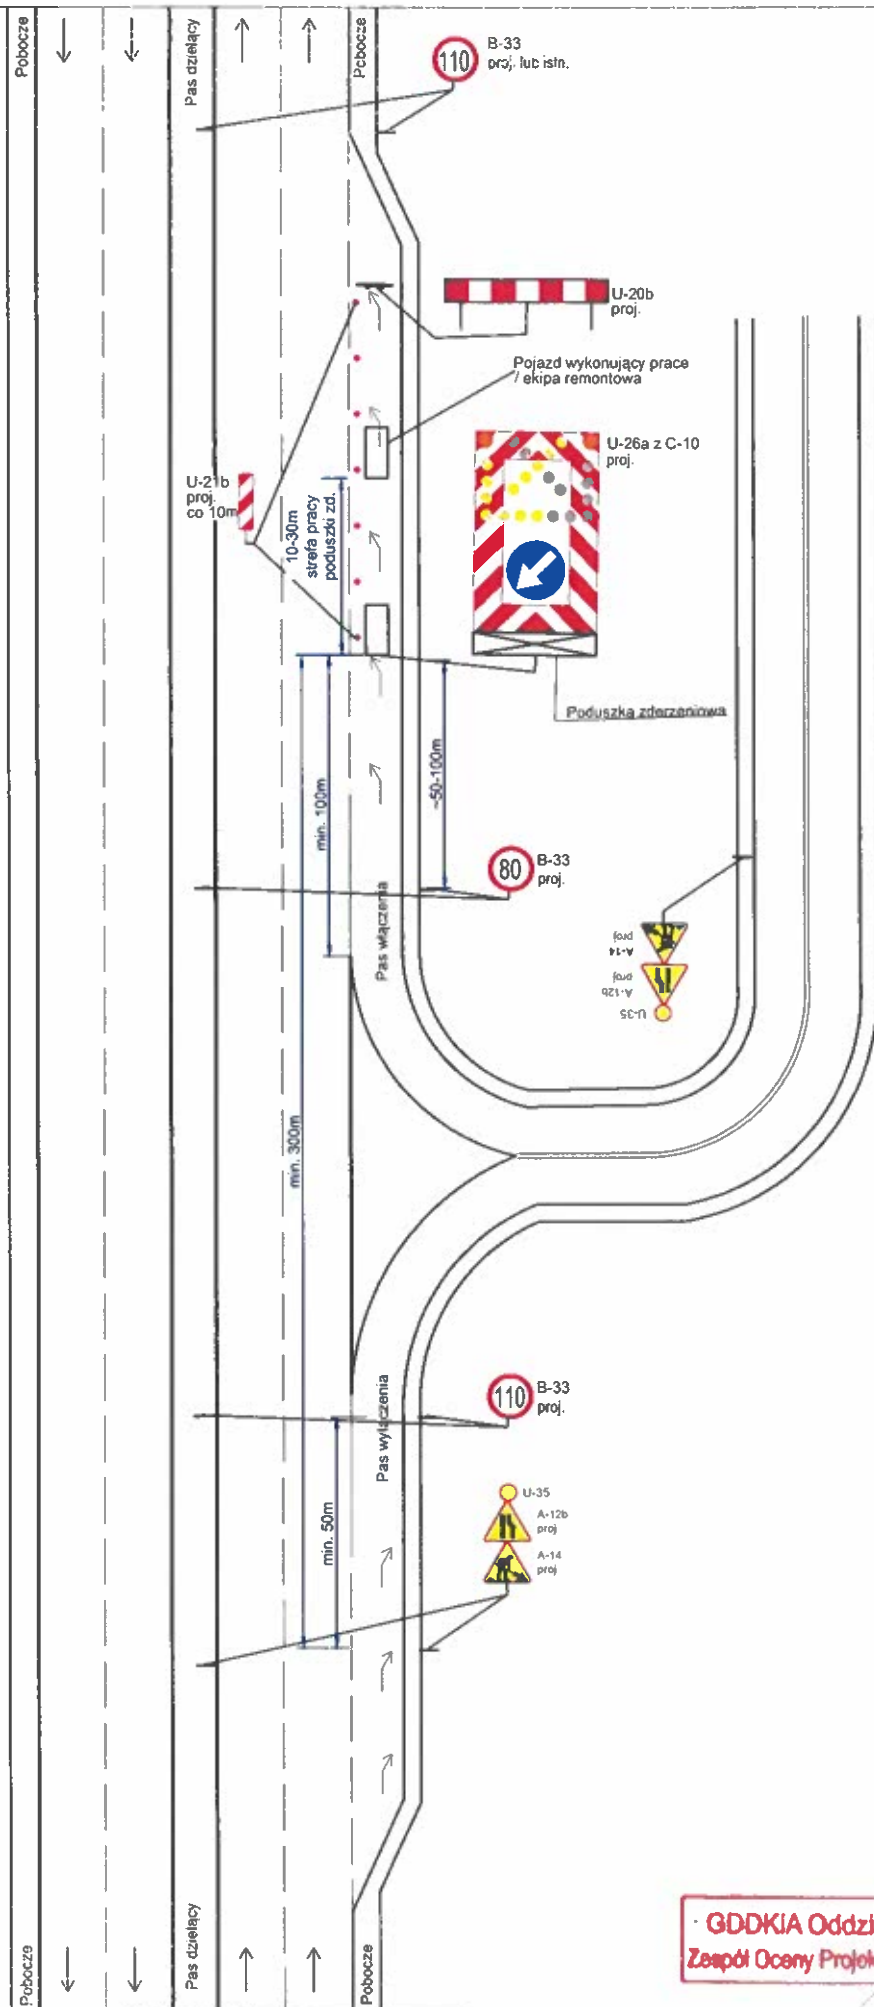 Pobocze
Pas dzielący
Pobocze
110
B-33
proj. lub istn.
U-20b
proj.
Pojazd wykonujący prace
/ ekipa remontowa
U-26a z C-10
proj.
U-21b
proj.
co 10m
10-30m
strefa pracy
poduszki zd.
Poduszka zderzeniowa
min. 100m
~50-100m
80
B-33
proj.
Pas włączenia
A-14
proj
A-12b
proj
U-35
min. 300m
110
B-33
proj.
Pas wyłączenia
min. 50m
U-35
A-12b
proj
A-14
proj
Pobocze
Pas dzielący
Pobocze
GDDKiA Oddzi
Zespół Oceny Projek